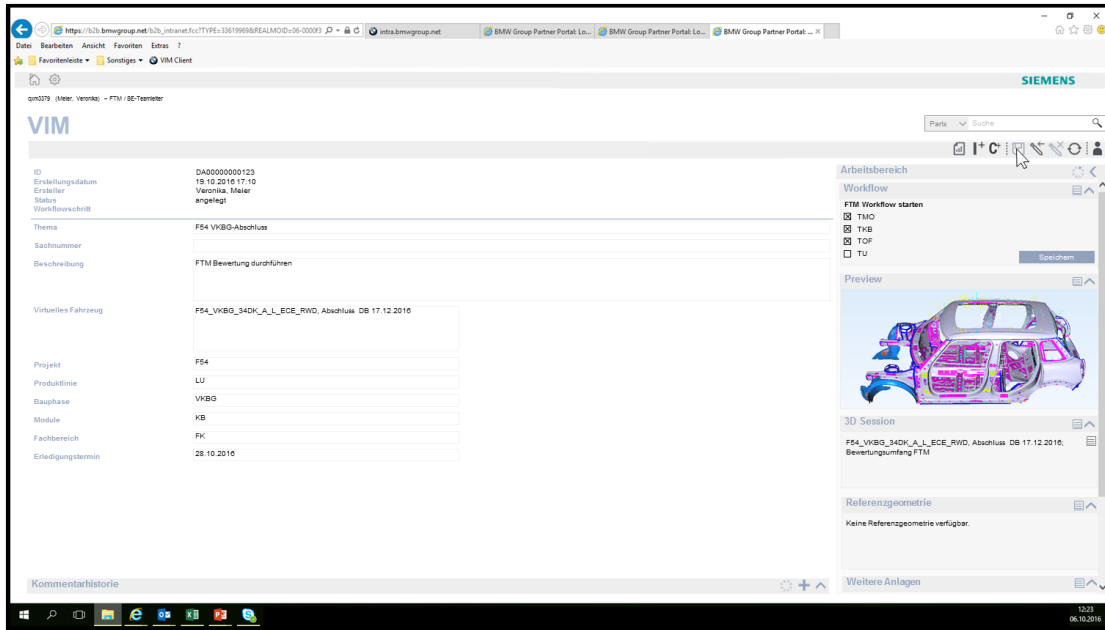 https://b2b.bmwgroup.net/b2b_intranet.fcc?TYPE=33619969&REALMOID=06-0000f3
intra.bmwgroup.net
BMW Group Partner Portal: Lo...
BMW Group Partner Portal: Lo...
BMW Group Partner Portal: ...
Datei Bearbeiten Ansicht Favoriten Extras ?
Favoritenleiste Sonstiges VIM Client
SIEMENS
qxm3379 (Meier, Veronika) – FTM / SE-Teamleiter
VIM
Parts Suche
ID DA00000000123
Erstellungsdatum 19.10.2016 17:10
Ersteller Veronika, Meier
Status angelegt
Workflowschritt
Thema F54 VKBG-Abschluss
Sachnummer
Beschreibung FTM Bewertung durchführen
Virtuelles Fahrzeug F54_VKBG_34DK_A_L_ECE_RWD, Abschluss DB 17.12.2016
Projekt F54
Produktlinie LU
Bauphase VKBG
Module KB
Fachbereich FK
Erledigungstermin 28.10.2016
Kommentarhistorie
Arbeitsbereich
Workflow
FTM Workflow starten
TMO
TKB
TOF
TU
Speichern
Preview
3D Session
F54_VKBG_34DK_A_L_ECE_RWD, Abschluss DB 17.12.2016;
Bewertungsumfang FTM
Referenzgeometrie
Keine Referenzgeometrie verfügbar.
Weitere Anlagen
12:23
06.10.2016